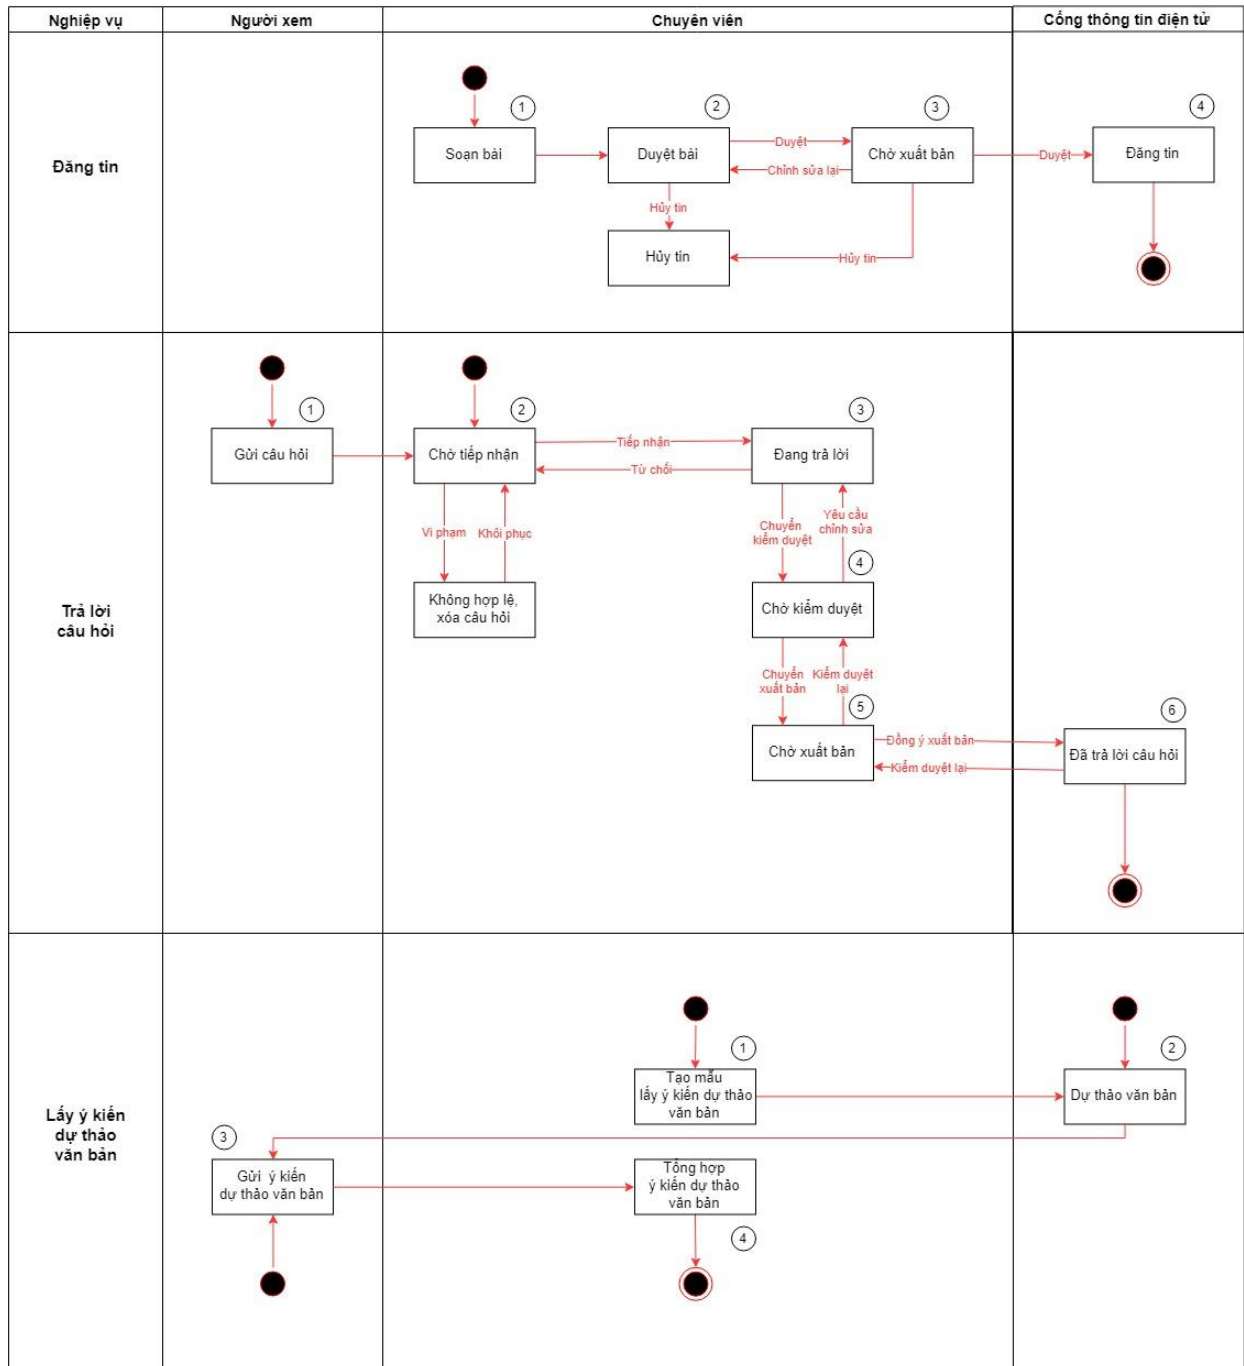 Nghiệp vụ
Người xem
Chuyên viên
Cổng thông tin điện tử
Đăng tin
1
2
3
4
Soạn bài
Duyệt bài
Duyệt
Chỉnh sửa lại
Chờ xuất bản
Duyệt
Đăng tin
Hủy tin
Hủy tin
Hủy tin
Trả lời
câu hỏi
1
2
3
Gửi câu hỏi
Chờ tiếp nhận
Tiếp nhận
Từ chối
Đang trả lời
Vi phạm
Khôi phục
Chuyển
kiểm duyệt
Yêu cầu
chỉnh sửa
4
Không hợp lệ,
xóa câu hỏi
Chờ kiểm duyệt
Chuyển
xuất bản
Kiểm duyệt
lại
5
6
Chờ xuất bản
Đồng ý xuất bản
Kiểm duyệt lại
Đã trả lời câu hỏi
Lấy ý kiến
dự thảo
văn bản
1
2
Tạo mẫu
lấy ý kiến dự thảo
văn bản
Dự thảo văn bản
3
Gửi ý kiến
dự thảo văn bản
Tổng hợp
ý kiến dự thảo
văn bản
4